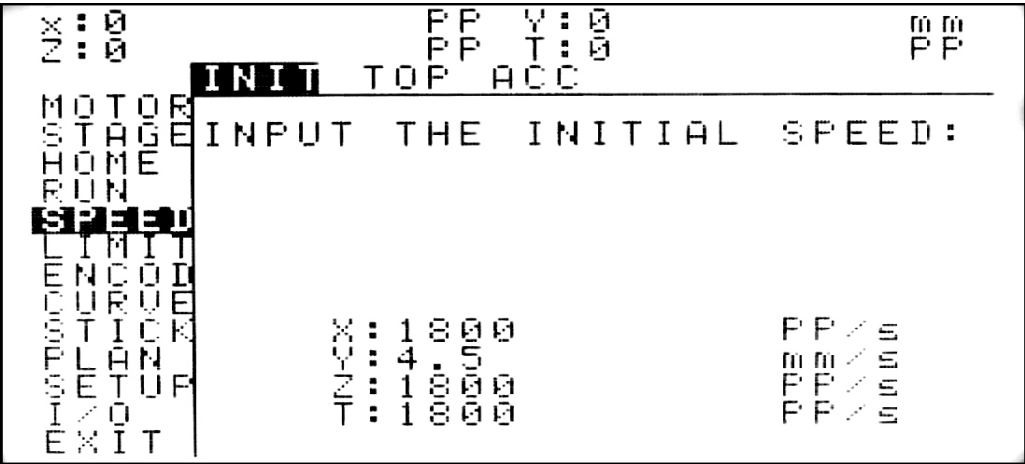 X:0 PP Y:0 mm
Z:0 PP T:0 PP
INIT TOP ACC
MOTOR
STAGE
INPUT THE INITIAL SPEED:
HOME
RUN
SPEED
LIMIT
ENCOD
CURVE
STICK
PLAN
SETUP
I/O
EXIT
X:1800 PP/s
Y:4.5 mm/s
Z:1800 PP/s
T:1800 PP/s